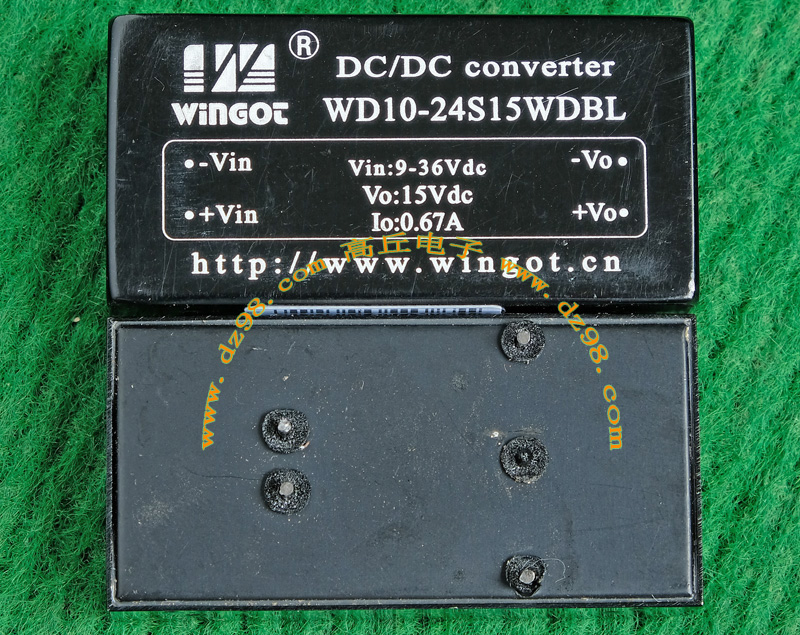 WINGOT ®
DC/DC converter
WD10-24S15WDBL
•-Vin
Vin:9-36Vdc
-Vo•
Vo:15Vdc
•+Vin
Io:0.67A
+Vo•
http://www.wingot.cn
www.dz98.com 高丘电子 www.dz98.com